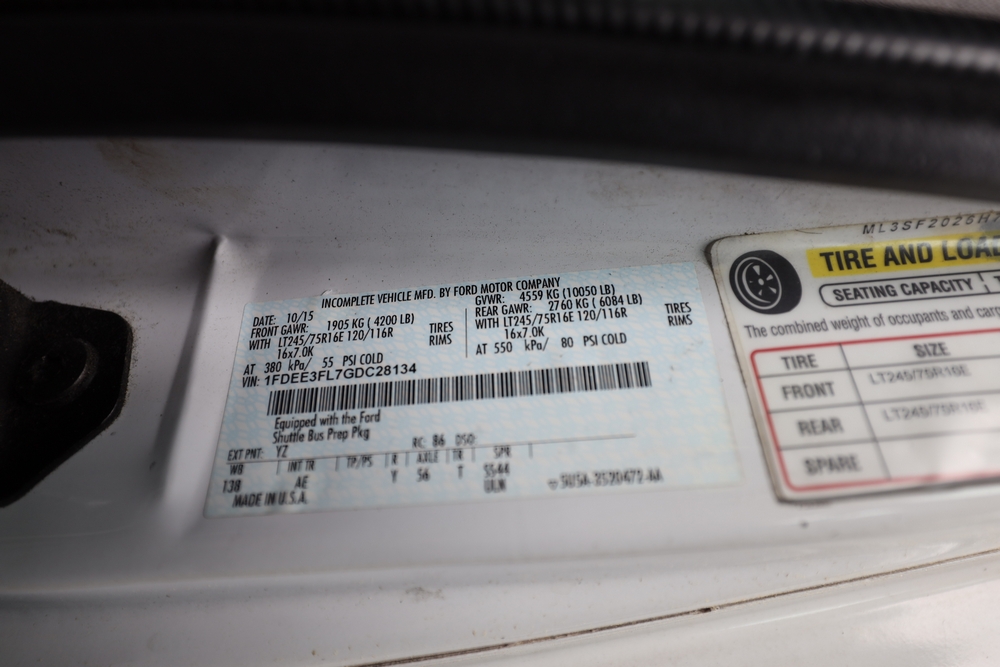 INCOMPLETE VEHICLE MFD. BY FORD MOTOR COMPANY
DATE: 10/15 GVWR: 4559 KG (10050 LB)
FRONT GAWR: 1905 KG ( 4200 LB) REAR GAWR: 2760 KG ( 6084 LB)
WITH LT245/75R16E 120/116R TIRES WITH LT245/75R16E 120/116R TIRES
16x7.0K RIMS 16x7.0K RIMS
AT 380 kPa/ 55 PSI COLD AT 550 kPa/ 80 PSI COLD
VIN: 1FDEE3FL7GDC28134
Equipped with the Ford
Shuttle Bus Prep Pkg
EXT PNT: YZ RC: 86 DSO:
WB INT TR TP/PS R AXLE TR SPR
138 AE Y 56 T 5544
MADE IN U.S.A. ULN
ML3SF2026H
TIRE AND LOA
SEATING CAPACITY
The combined weight of occupants and car
TIRE SIZE
FRONT LT245/75R16E
REAR LT245/75R16E
SPARE